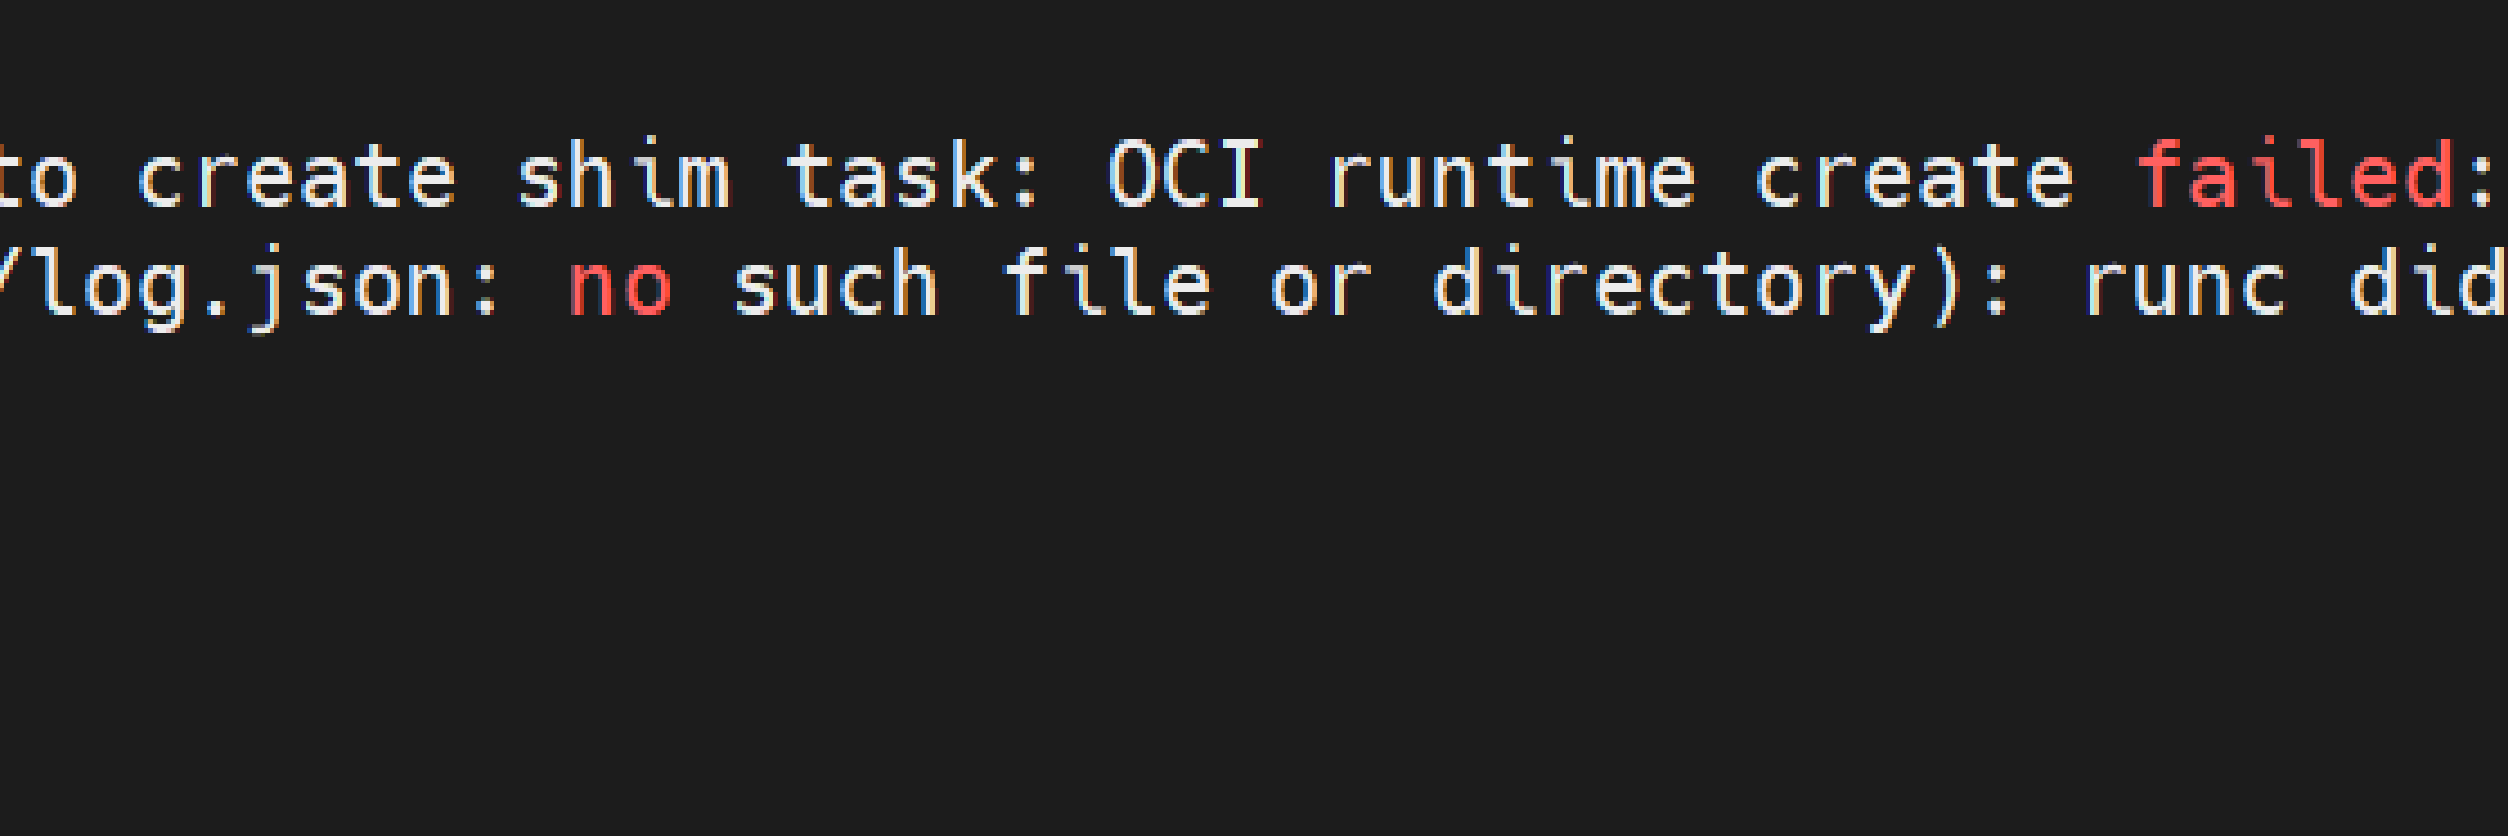 to create shim task: OCI runtime create failed:
/log.json: no such file or directory): runc did